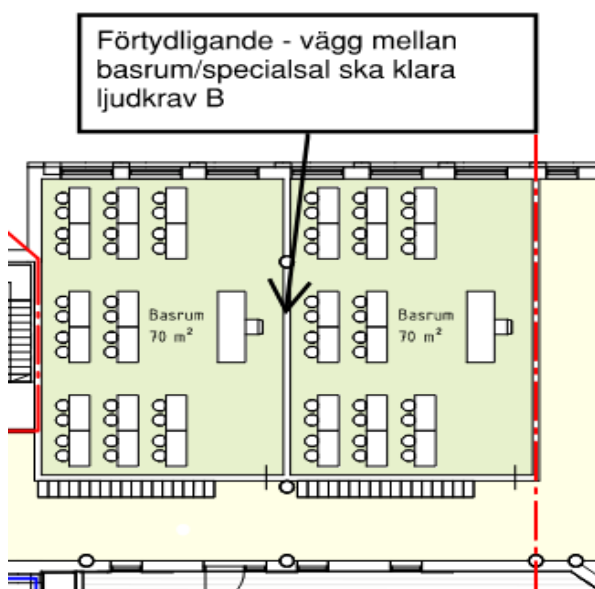 Förtydligande - vägg mellan
basrum/specialsal ska klara
ljudkrav B
Basrum
70 m²
Basrum
70 m²